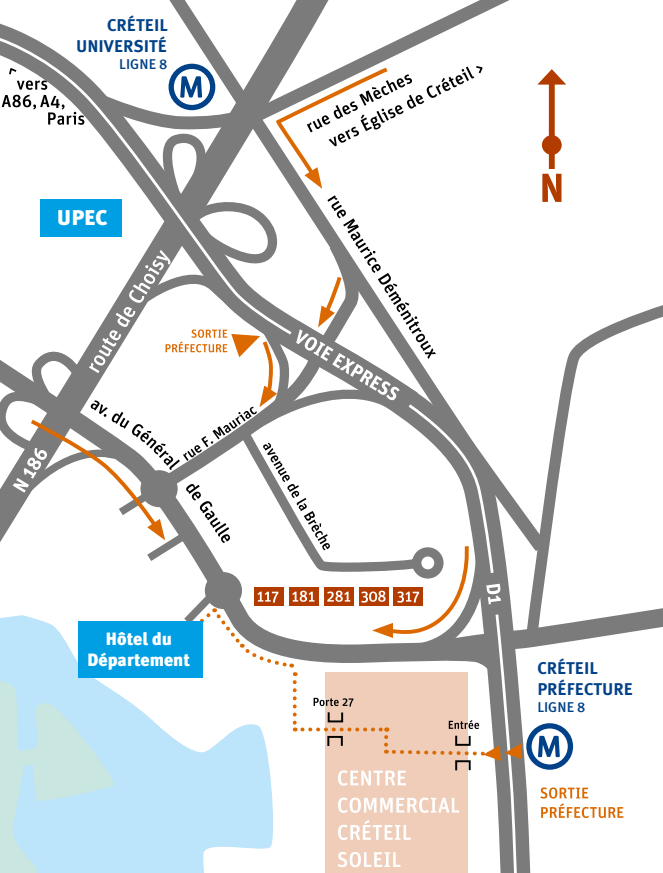 CRÉTEIL
UNIVERSITÉ
LIGNE 8
M
vers
A86, A4,
Paris
rue des Mèches
vers Église de Créteil ›
N
UPEC
rue Maurice Déménitroux
route de Choisy
SORTIE
PRÉFECTURE
VOIE EXPRESS
av. du Général
de Gaulle
rue F. Mauriac
N 186
avenue de la Brèche
117 181 281 308 317
D1
Hôtel du
Département
CRÉTEIL
PRÉFECTURE
LIGNE 8
M
Porte 27
Entrée
SORTIE
PRÉFECTURE
CENTRE
COMMERCIAL
CRÉTEIL
SOLEIL